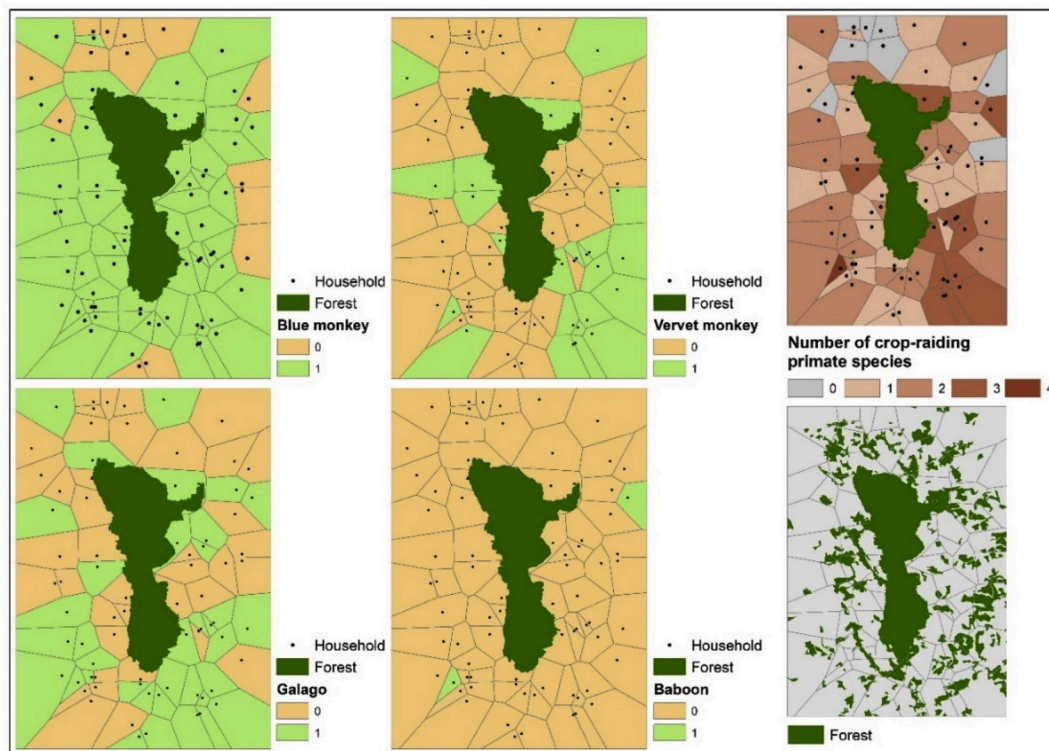 Household
Forest
Blue monkey
0
1
Household
Forest
Vervet monkey
0
1
Number of crop-raiding
primate species
0 1 2 3 4
Household
Forest
Galago
0
1
Household
Forest
Baboon
0
1
Forest